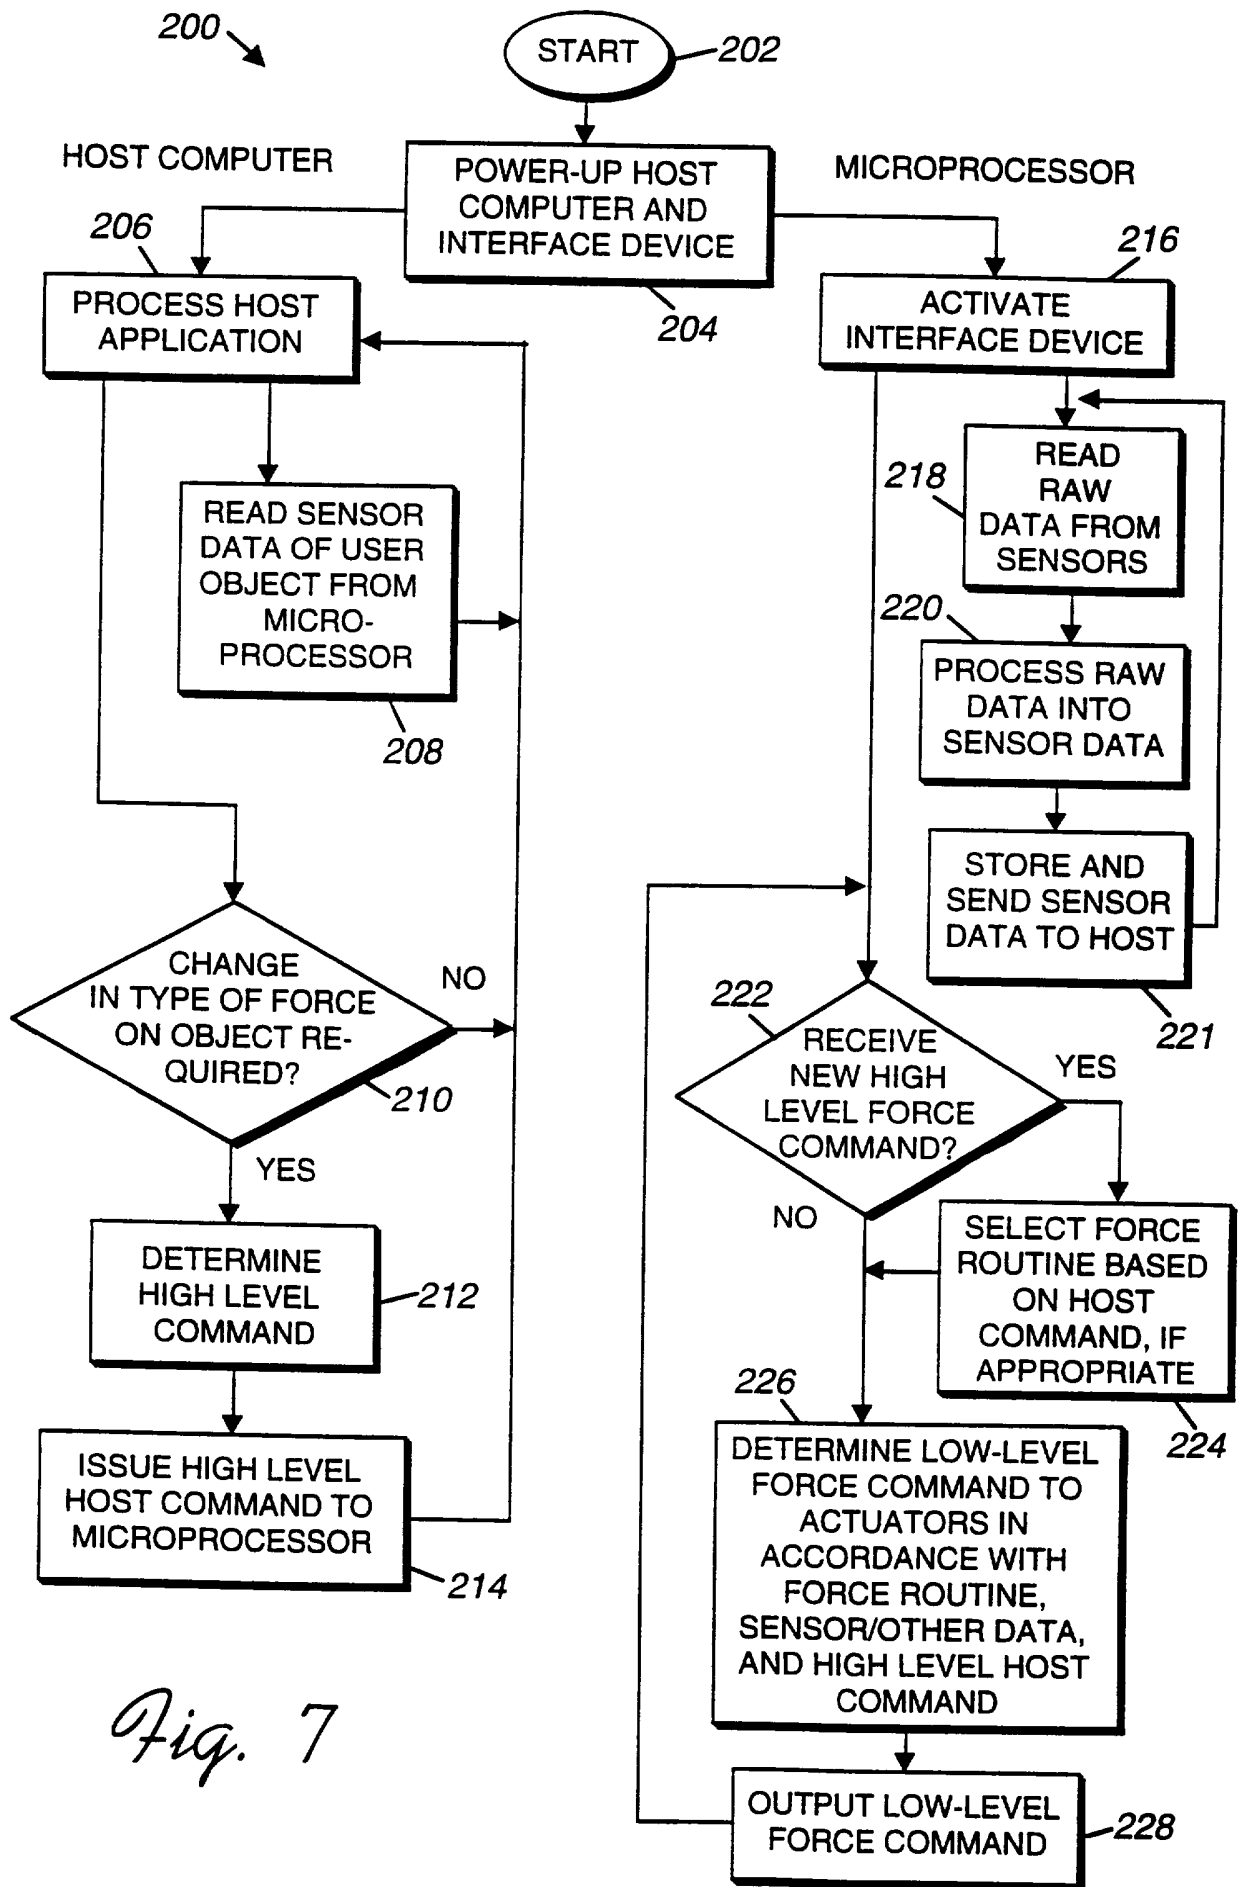 200
START
202
HOST COMPUTER
POWER-UP HOST
COMPUTER AND
INTERFACE DEVICE
204
MICROPROCESSOR
206
PROCESS HOST
APPLICATION
READ SENSOR
DATA OF USER
OBJECT FROM
MICRO-
PROCESSOR
208
CHANGE
IN TYPE OF FORCE
ON OBJECT RE-
QUIRED?
210
NO
YES
DETERMINE
HIGH LEVEL
COMMAND
212
ISSUE HIGH LEVEL
HOST COMMAND TO
MICROPROCESSOR
214
216
ACTIVATE
INTERFACE DEVICE
218
READ
RAW
DATA FROM
SENSORS
220
PROCESS RAW
DATA INTO
SENSOR DATA
STORE AND
SEND SENSOR
DATA TO HOST
221
222
RECEIVE
NEW HIGH
LEVEL FORCE
COMMAND?
YES
NO
SELECT FORCE
ROUTINE BASED
ON HOST
COMMAND, IF
APPROPRIATE
224
226
DETERMINE LOW-LEVEL
FORCE COMMAND TO
ACTUATORS IN
ACCORDANCE WITH
FORCE ROUTINE,
SENSOR/OTHER DATA,
AND HIGH LEVEL HOST
COMMAND
OUTPUT LOW-LEVEL
FORCE COMMAND
228
Fig. 7